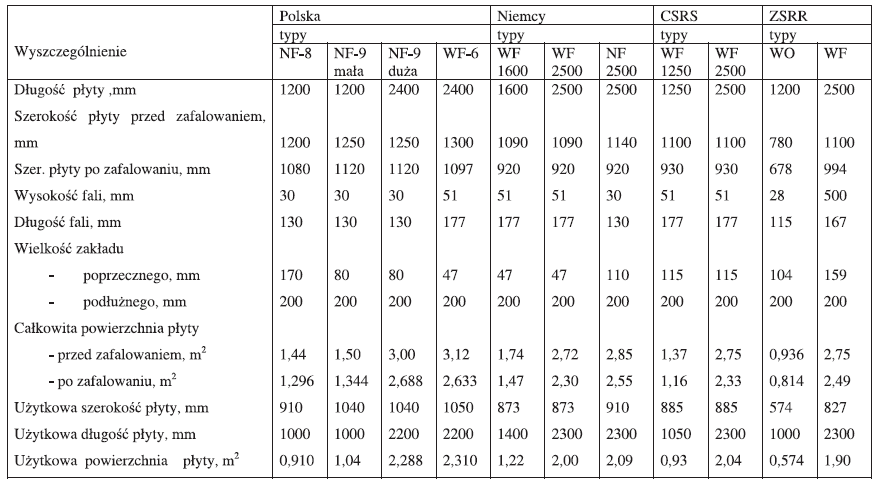 Wyszczególnienie Polska Niemcy CSRS ZSRR
typy typy typy typy
NF-8 NF-9 NF-9 WF-6 WF WF NF WF WF WO WF
mała duża 1600 2500 2500 1250 2500
Długość płyty ,mm 1200 1200 2400 2400 1600 2500 2500 1250 2500 1200 2500
Szerokość płyty przed zafalowaniem,
mm 1200 1250 1250 1300 1090 1090 1140 1100 1100 780 1100
Szer. płyty po zafalowaniu, mm 1080 1120 1120 1097 920 920 920 930 930 678 994
Wysokość fali, mm 30 30 30 51 51 51 30 51 51 28 500
Długość fali, mm 130 130 130 177 177 177 130 177 177 115 167
Wielkość zakładu
- poprzecznego, mm 170 80 80 47 47 47 110 115 115 104 159
- podłużnego, mm 200 200 200 200 200 200 200 200 200 200 200
Całkowita powierzchnia płyty
- przed zafalowaniem, m² 1,44 1,50 3,00 3,12 1,74 2,72 2,85 1,37 2,75 0,936 2,75
- po zafalowaniu, m² 1,296 1,344 2,688 2,633 1,47 2,30 2,55 1,16 2,33 0,814 2,49
Użytkowa szerokość płyty, mm 910 1040 1040 1050 873 873 910 885 885 574 827
Użytkowa długość płyty, mm 1000 1000 2200 2200 1400 2300 2300 1050 2300 1000 2300
Użytkowa powierzchnia płyty, m² 0,910 1,04 2,288 2,310 1,22 2,00 2,09 0,93 2,04 0,574 1,90